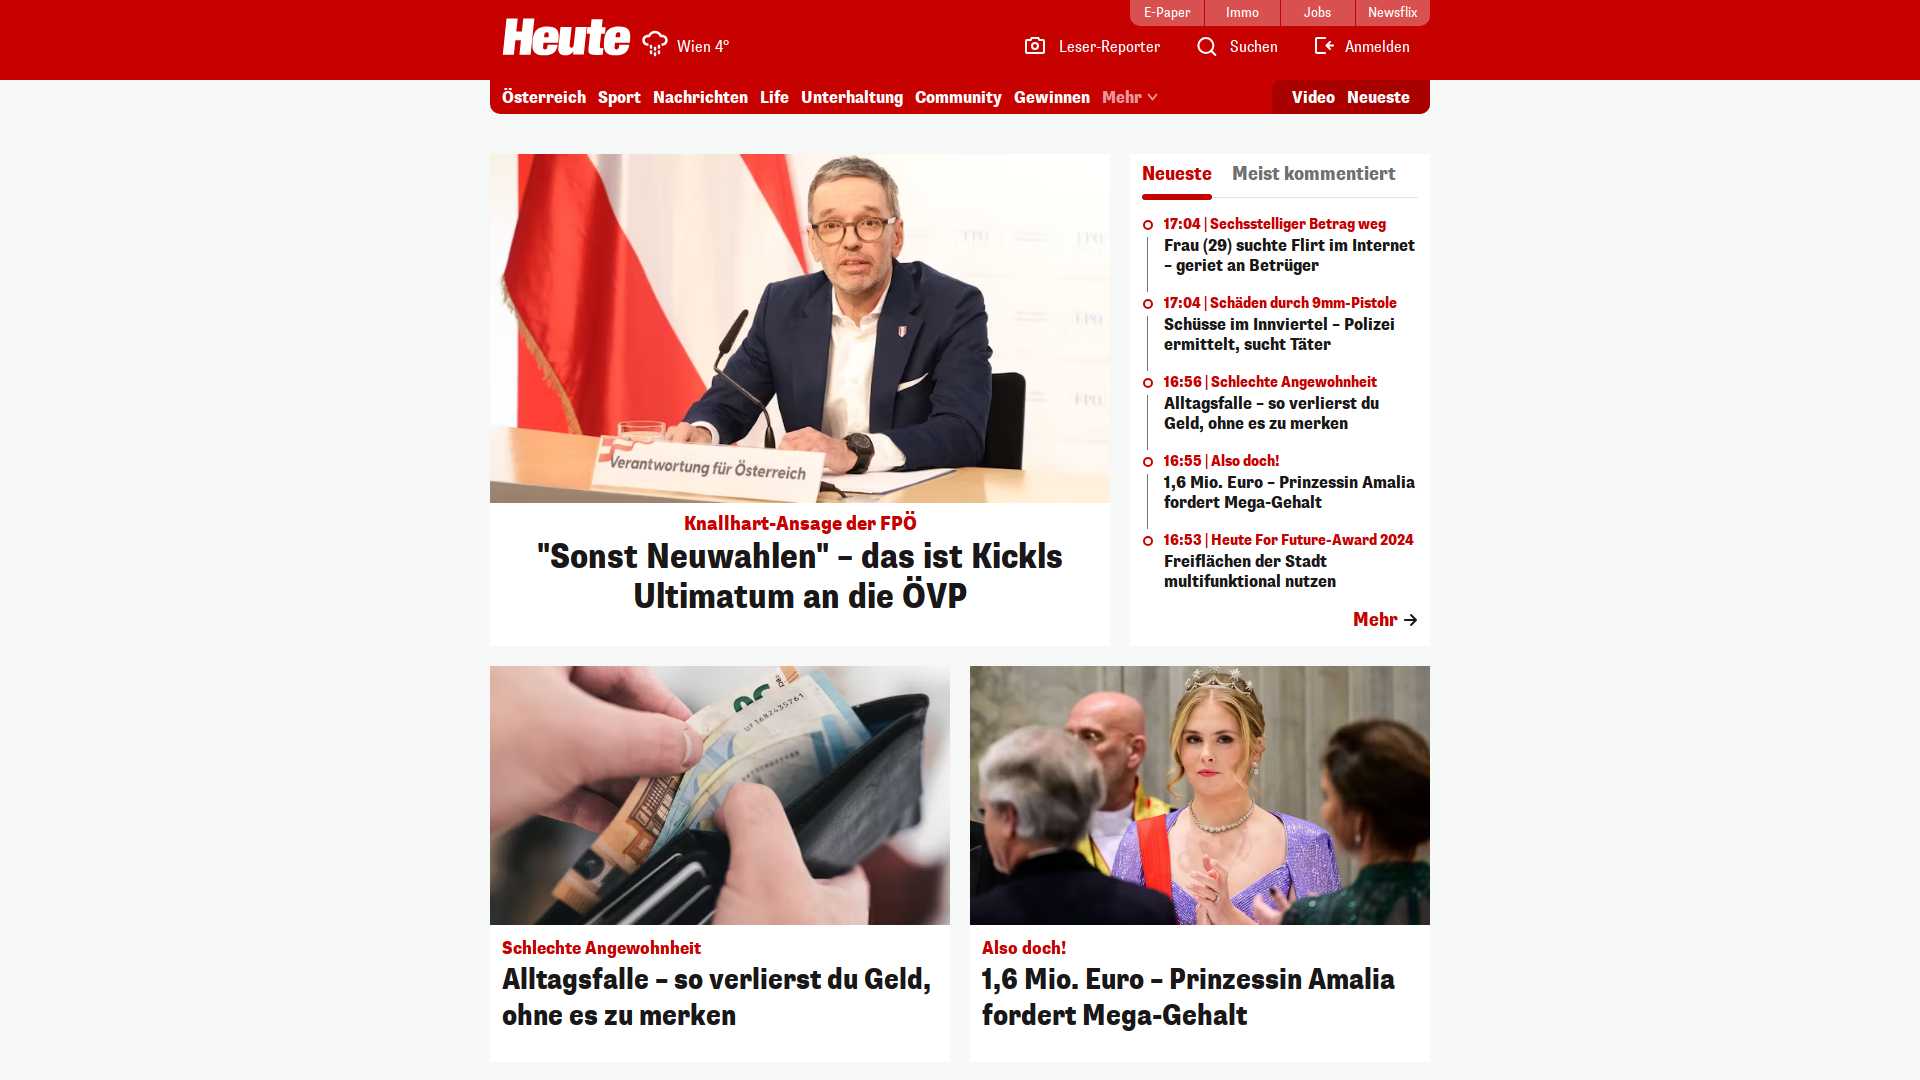 E-Paper
Immo
Jobs
Newsflix
Heute
Wien 4°
Leser-Reporter
Suchen
Anmelden
Österreich
Sport
Nachrichten
Life
Unterhaltung
Community
Gewinnen
Mehr
Video
Neueste
FPÖ
Verantwortung für Österreich
Knallhart-Ansage der FPÖ
"Sonst Neuwahlen" – das ist Kickls
Ultimatum an die ÖVP
Neueste
Meist kommentiert
17:04 | Sechsstelliger Betrag weg
Frau (29) suchte Flirt im Internet
– geriet an Betrüger
17:04 | Schäden durch 9mm-Pistole
Schüsse im Innviertel – Polizei
ermittelt, sucht Täter
16:56 | Schlechte Angewohnheit
Alltagsfalle – so verlierst du
Geld, ohne es zu merken
16:55 | Also doch!
1,6 Mio. Euro – Prinzessin Amalia
fordert Mega-Gehalt
16:53 | Heute For Future-Award 2024
Freiflächen der Stadt
multifunktional nutzen
Mehr
Schlechte Angewohnheit
Alltagsfalle – so verlierst du Geld,
ohne es zu merken
Also doch!
1,6 Mio. Euro – Prinzessin Amalia
fordert Mega-Gehalt